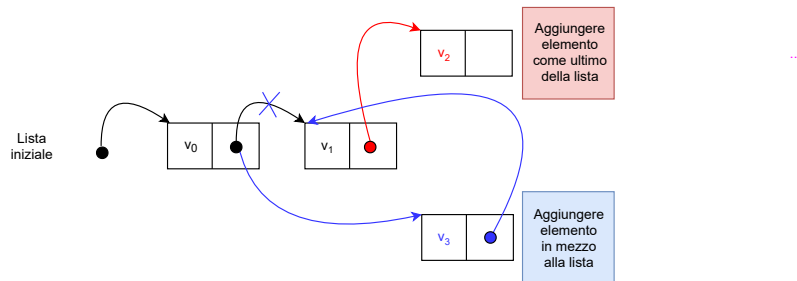 Aggiungere
elemento
come ultimo
della lista
v2
..
Lista
iniziale
v0
v1
v3
Aggiungere
elemento
in mezzo
alla lista